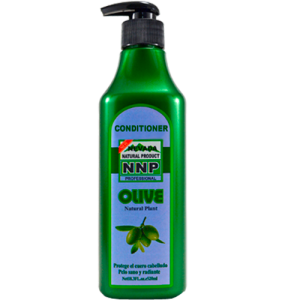 CONDITIONER
NEVADA
NATURAL PRODUCT
NNP
PROFESSIONAL
OLIVE
Natural Plant
Protege el cuero cabelludo
Pelo sano y radiante